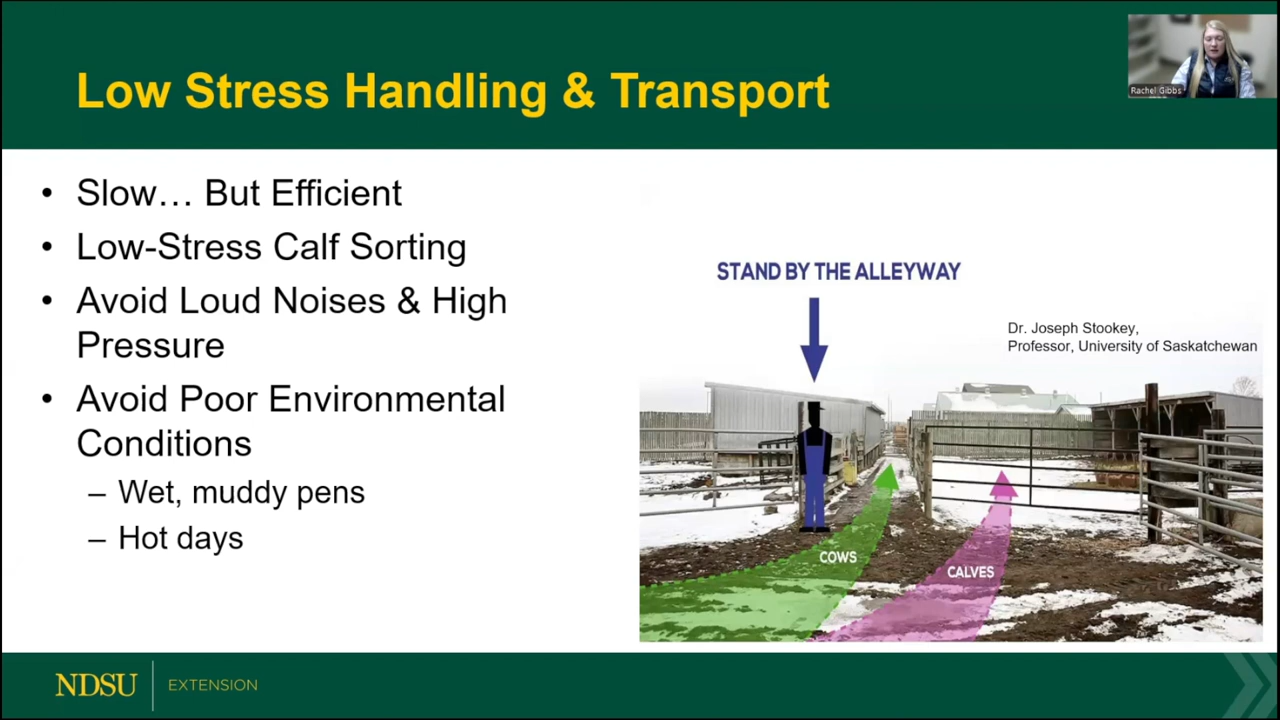 Low Stress Handling & Transport
Rachel Gibbs
• Slow… But Efficient
• Low-Stress Calf Sorting
• Avoid Loud Noises & High
Pressure
• Avoid Poor Environmental
Conditions
– Wet, muddy pens
– Hot days
STAND BY THE ALLEYWAY
Dr. Joseph Stookey,
Professor, University of Saskatchewan
COWS
CALVES
NDSU
EXTENSION